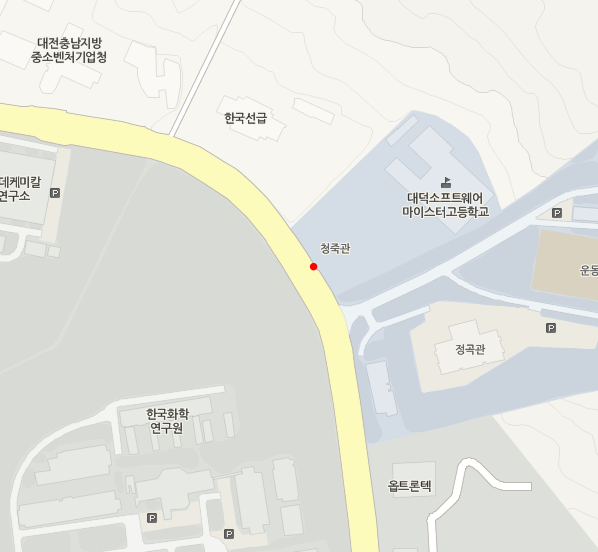 대전충남지방
중소벤처기업청
한국선급
데케미칼
연구소
P
대덕소프트웨어
마이스터고등학교
P
청죽관
운동
P
정곡관
한국화학
연구원
옵트론텍
P
P